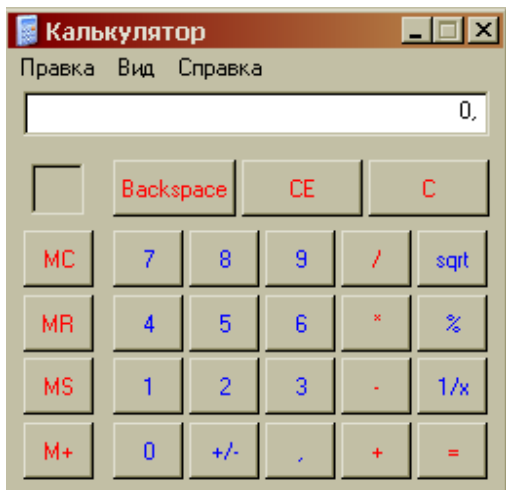 Калькулятор
Правка Вид Справка
0,
Backspace CE C
MC 7 8 9 / sqrt
MR 4 5 6 * %
MS 1 2 3 - 1/x
M+ 0 +/- , + =